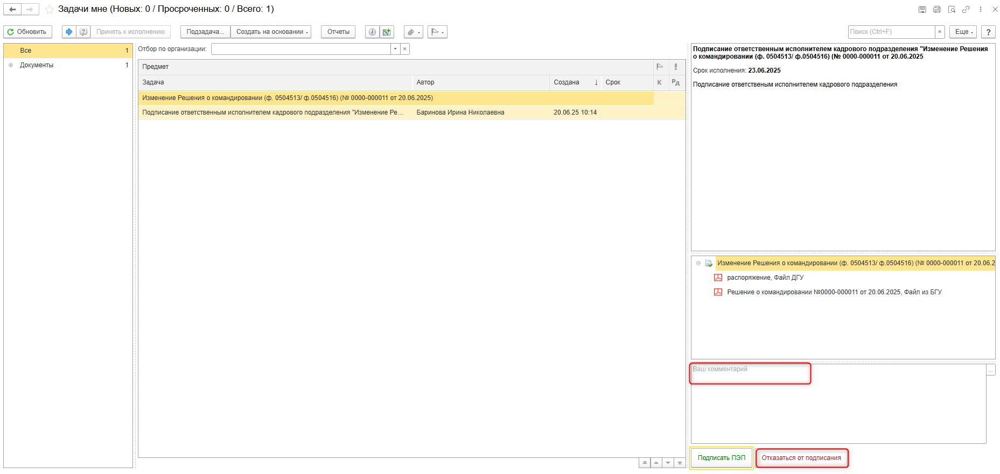 Задачи мне (Новых: 0 / Просроченных: 0 / Всего: 1)
Обновить
Принять к исполнению
Подзадача...
Создать на основании
Отчеты
Поиск (Ctrl+F)
×
Еще
?
Все 1
Документы 1
Отбор по организации:
×
Предмет
Задача Автор Создана ↓ Срок К Рд
Изменение Решения о командировании (ф. 0504513/ ф.0504516) (№ 0000-000011 от 20.06.2025)
Подписание ответственным исполнителем кадрового подразделения "Изменение Ре... Баринова Ирина Николаевна 20.06.25 10:14
Подписание ответственным исполнителем кадрового подразделения "Изменение Решения
о командировании (ф. 0504513/ ф.0504516) (№ 0000-000011 от 20.06.2025
Срок исполнения: 23.06.2025
Подписание ответственым исполнителем кадрового подразделения
Изменение Решения о командировании (ф. 0504513/ ф.0504516) (№ 0000-000011 от 20.06.2
распоряжение, Файл ДГУ
Решение о командировании №0000-000011 от 20.06.2025, Файл из БГУ
Ваш комментарий
...
Подписать ПЭП
Отказаться от подписания